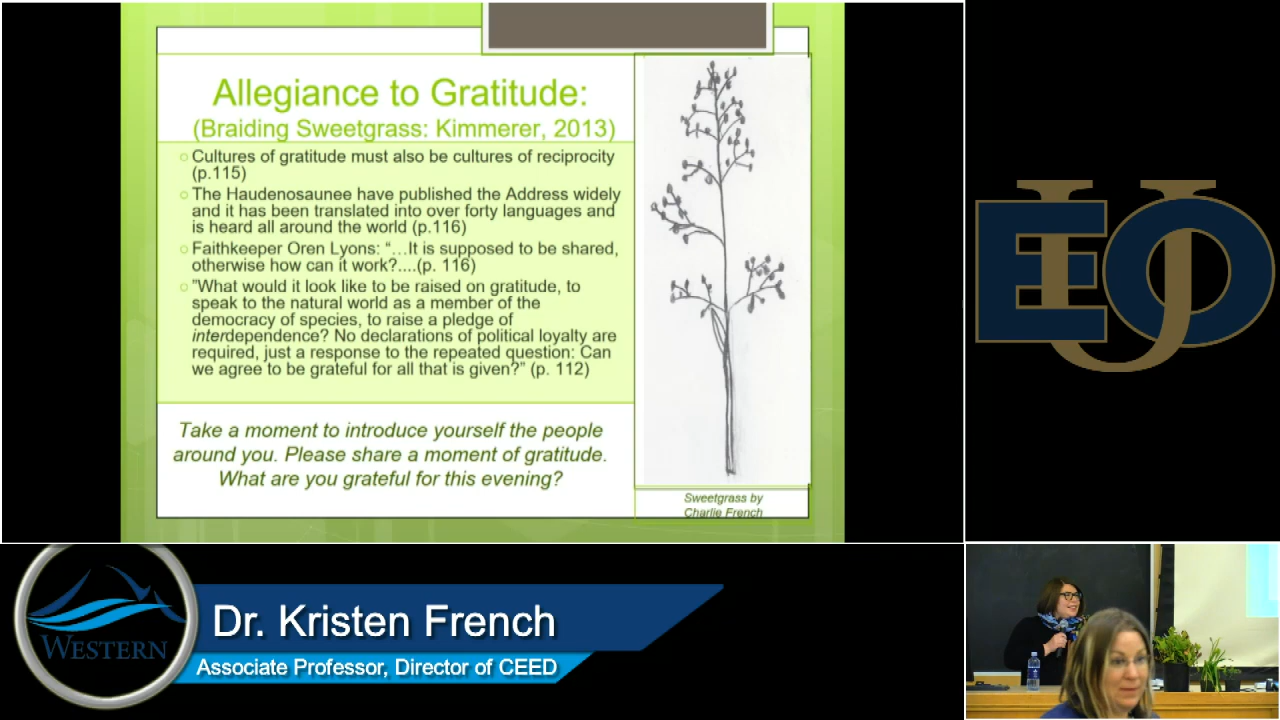 Allegiance to Gratitude:
(Braiding Sweetgrass: Kimmerer, 2013)
Cultures of gratitude must also be cultures of reciprocity
(p.115)
The Haudenosaunee have published the Address widely
and it has been translated into over forty languages and
is heard all around the world (p.116)
Faithkeeper Oren Lyons: “…It is supposed to be shared,
otherwise how can it work?....(p. 116)
”What would it look like to be raised on gratitude, to
speak to the natural world as a member of the
democracy of species, to raise a pledge of
interdependence? No declarations of political loyalty are
required, just a response to the repeated question: Can
we agree to be grateful for all that is given?” (p. 112)
Take a moment to introduce yourself the people
around you. Please share a moment of gratitude.
What are you grateful for this evening?
Sweetgrass by
Charlie French
EUO
WESTERN
Dr. Kristen French
Associate Professor, Director of CEED